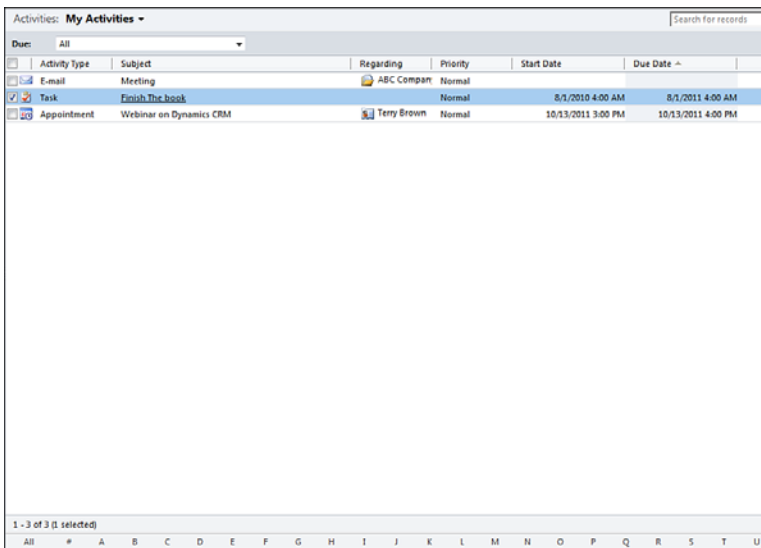 Activities: My Activities
Search for records
Due: All
Activity Type Subject Regarding Priority Start Date Due Date
E-mail Meeting ABC Compan Normal
Task Finish The book Normal 8/1/2010 4:00 AM 8/1/2011 4:00 AM
Appointment Webinar on Dynamics CRM Terry Brown Normal 10/13/2011 3:00 PM 10/13/2011 4:00 PM
1 - 3 of 3 (1 selected)
All # A B C D E F G H I J K L M N O P Q R S T U